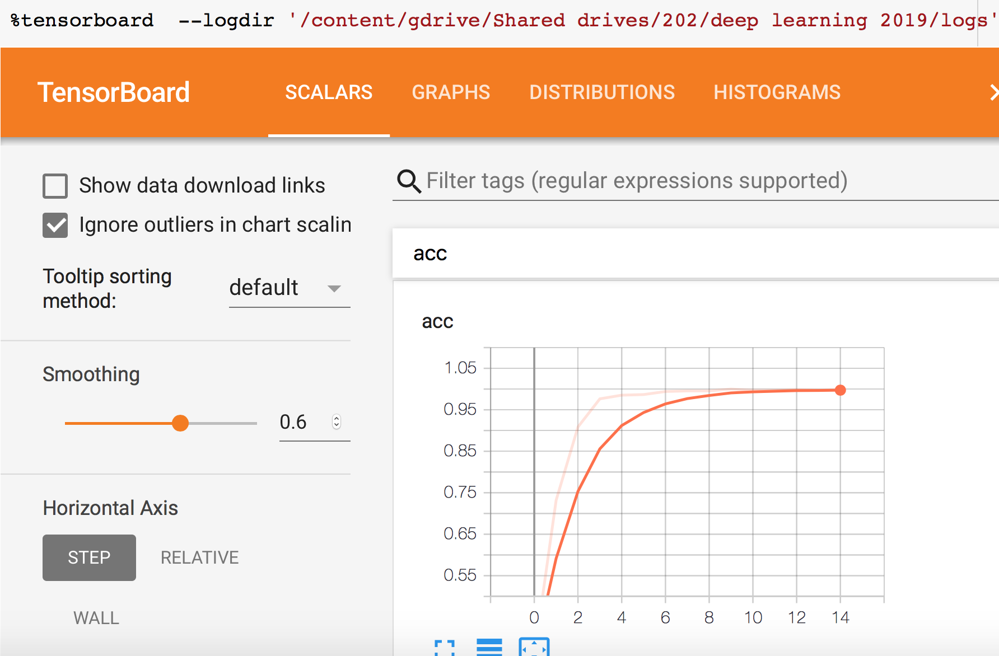 %tensorboard  --logdir '/content/gdrive/Shared drives/202/deep learning 2019/logs'
TensorBoard SCALARS GRAPHS DISTRIBUTIONS HISTOGRAMS
Show data download links
Ignore outliers in chart scalin
Tooltip sorting
method:
default
Smoothing
0.6
Horizontal Axis
STEP RELATIVE
WALL
Filter tags (regular expressions supported)
acc
acc
1.05
0.95
0.85
0.75
0.65
0.55
0 2 4 6 8 10 12 14